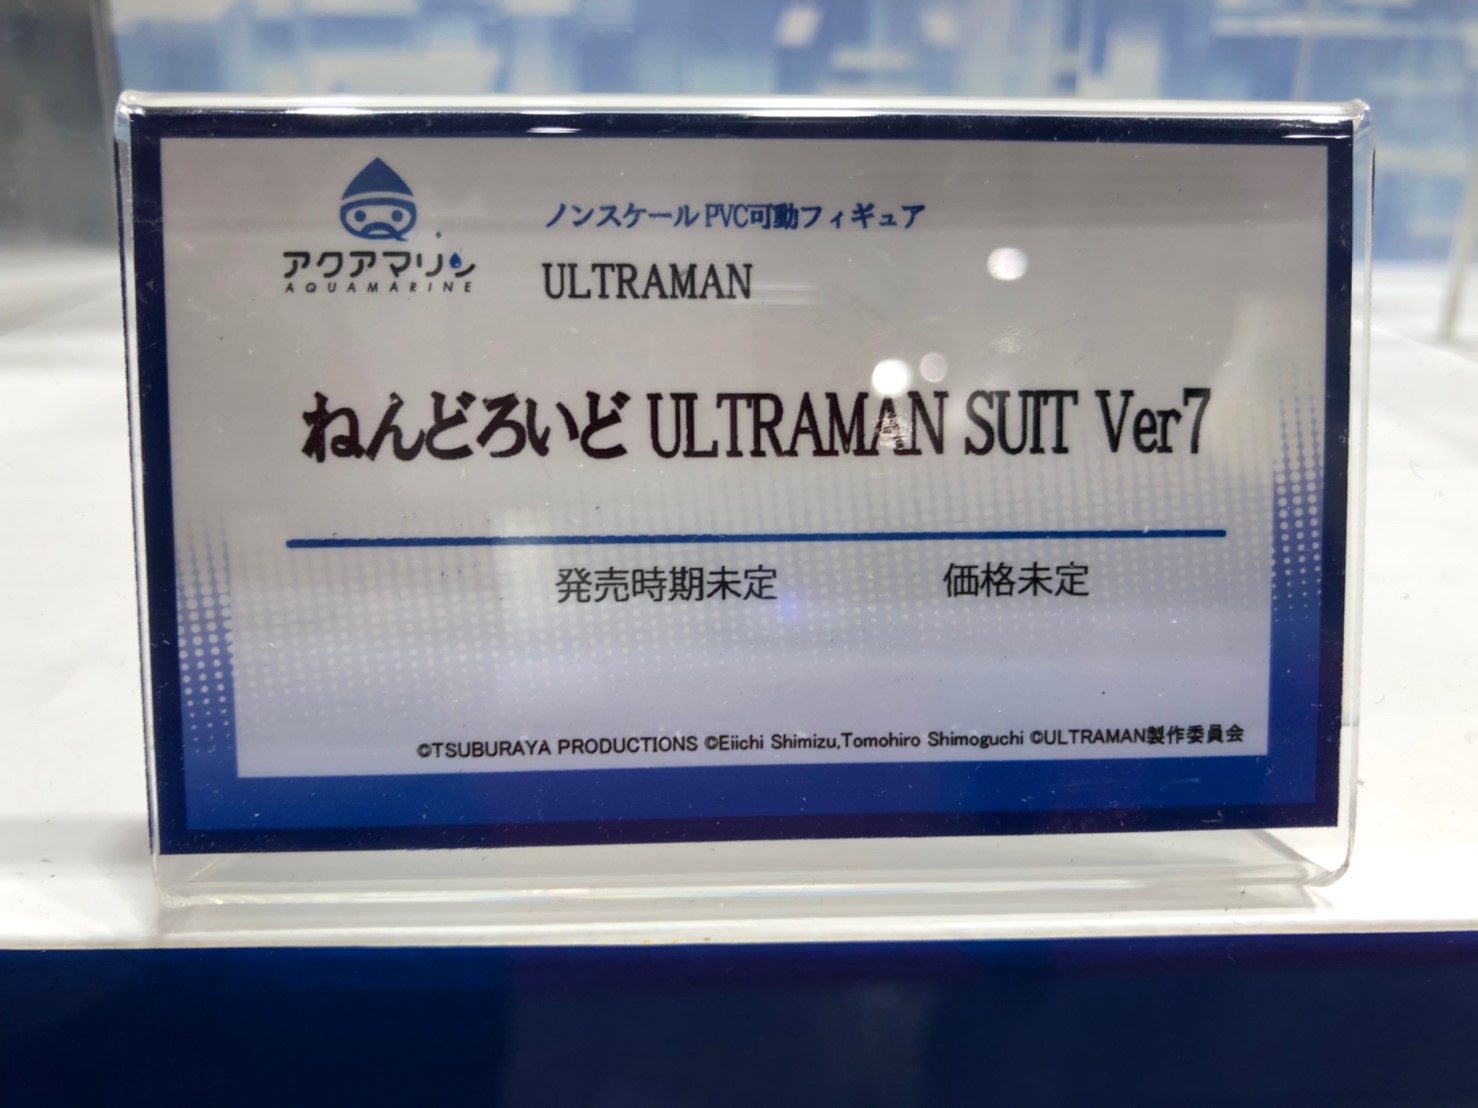 アクアマリン
AQUAMARINE
ノンスケールPVC可動フィギュア
ULTRAMAN
ねんどろいど ULTRAMAN SUIT Ver7
発売時期未定 価格未定
©TSUBURAYA PRODUCTIONS ©Eiichi Shimizu,Tomohiro Shimoguchi ©ULTRAMAN製作委員会